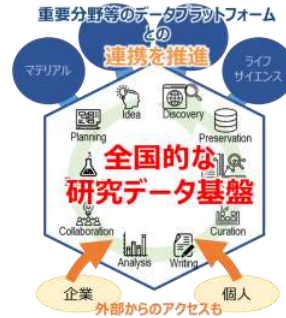 重要分野等のデータプラットフォーム
との
連携を推進
マテリアル
ライフ
サイエンス
Idea
Discovery
Planning
Preservation
全国的な
研究データ基盤
Collaboration
Curation
Analysis
Writing
企業
個人
外部からのアクセスも